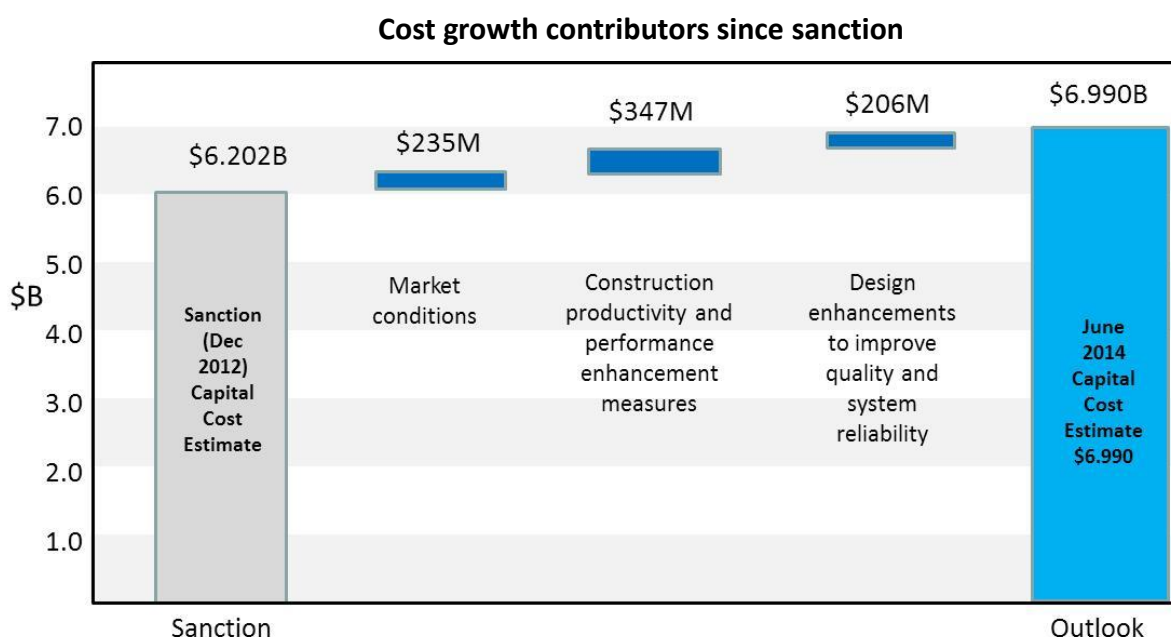 Cost growth contributors since sanction
$6.990B
$206M
$347M
$235M
$6.202B
7.0
6.0
5.0
$B
4.0
3.0
2.0
1.0
Sanction
(Dec
2012)
Capital
Cost
Estimate
Market
conditions
Construction
productivity and
performance
enhancement
measures
Design
enhancements
to improve
quality and
system
reliability
June
2014
Capital
Cost
Estimate
$6.990
Sanction
Outlook